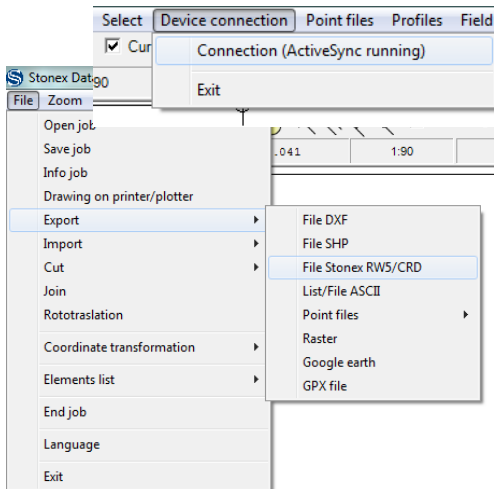 Select Device connection Point files Profiles Field
Cur
Connection (ActiveSync running)
90
Exit
Stonex Dat
File Zoom
Open job
Save job
.041 1:90
Info job
Drawing on printer/plotter
Export
File DXF
Import
File SHP
Cut
File Stonex RW5/CRD
Join
List/File ASCII
Rototraslation
Point files
Raster
Coordinate transformation
Google earth
Elements list
GPX file
End job
Language
Exit